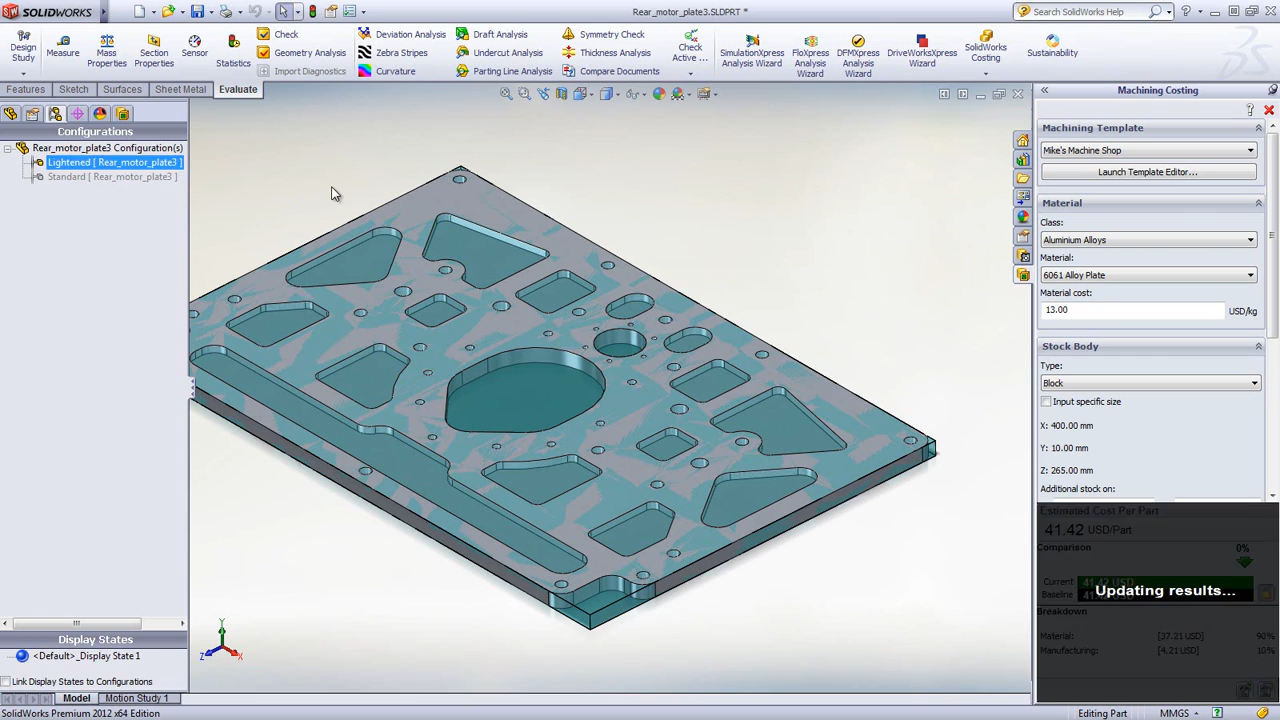 SOLIDWORKS
Rear_motor_plate3.SLDPRT *
Search SolidWorks Help
Design Study
Measure
Mass Properties
Section Properties
Sensor
Statistics
Check
Geometry Analysis
Import Diagnostics
Deviation Analysis
Zebra Stripes
Curvature
Draft Analysis
Undercut Analysis
Parting Line Analysis
Symmetry Check
Thickness Analysis
Compare Documents
Check Active ...
SimulationXpress Analysis Wizard
FloXpress Analysis Wizard
DFMXpress Analysis Wizard
DriveWorksXpress Wizard
SolidWorks Costing
Sustainability
Features
Sketch
Surfaces
Sheet Metal
Evaluate
Configurations
Rear_motor_plate3 Configuration(s)
Lightened [ Rear_motor_plate3 ]
Standard [ Rear_motor_plate3 ]
Y
Z
X
Display States
<Default>_Display State 1
Link Display States to Configurations
Model
Motion Study 1
SolidWorks Premium 2012 x64 Edition
Machining Costing
Machining Template
Mike's Machine Shop
Launch Template Editor...
Material
Class:
Aluminium Alloys
Material:
6061 Alloy Plate
Material cost:
13.00 USD/kg
Stock Body
Type:
Block
Input specific size
X: 400.00 mm
Y: 10.00 mm
Z: 265.00 mm
Additional stock on:
Estimated Cost Per Part
41.42 USD/Part
Comparison 0%
Current: 41.42 USD
Updating results...
Baseline 41.42 USD
Breakdown
Material: [37.21 USD] 90%
Manufacturing: [4.21 USD] 10%
Editing Part
MMGS